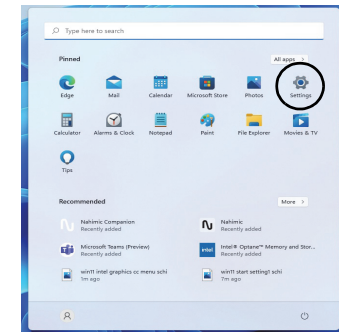 Type here to search
Pinned
All apps >
Edge
Mail
Calendar
Microsoft Store
Photos
Settings
Calculator
Alarms & Clock
Notepad
Paint
File Explorer
Movies & TV
Tips
Recommended
More >
Nahimic Companion
Recently added
Nahimic
Recently added
Microsoft Teams (Preview)
Recently added
intel
Intel® Optane™ Memory and Stor...
Recently added
win11 intel graphics cc menu schi
1m ago
win11 start setting1 schi
7m ago